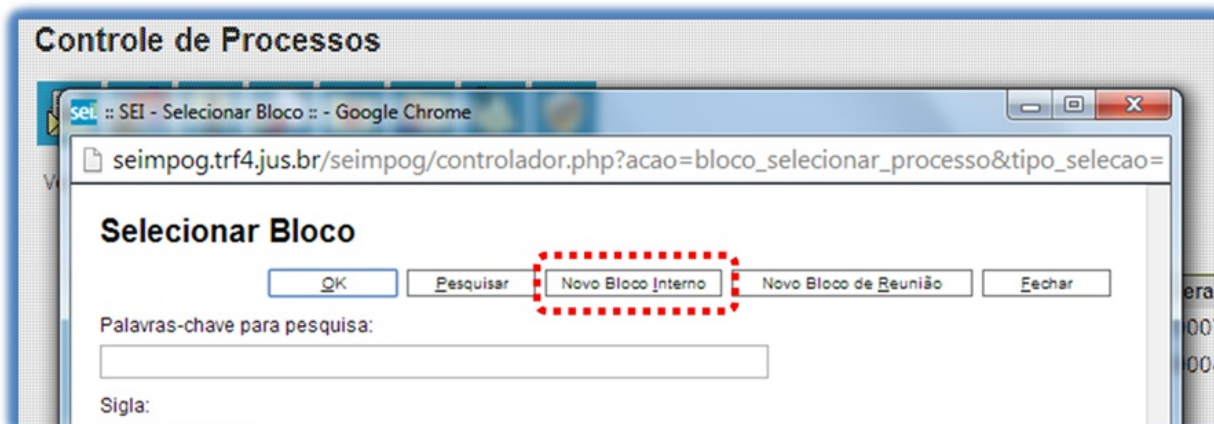 Controle de Processos
sei. :: SEI - Selecionar Bloco :: - Google Chrome
seimpog.trf4.jus.br/seimpog/controlador.php?acao=bloco_selecionar_processo&tipo_selecao=
Selecionar Bloco
OK Pesquisar Novo Bloco Interno Novo Bloco de Reunião Fechar
Palavras-chave para pesquisa:
Sigla: